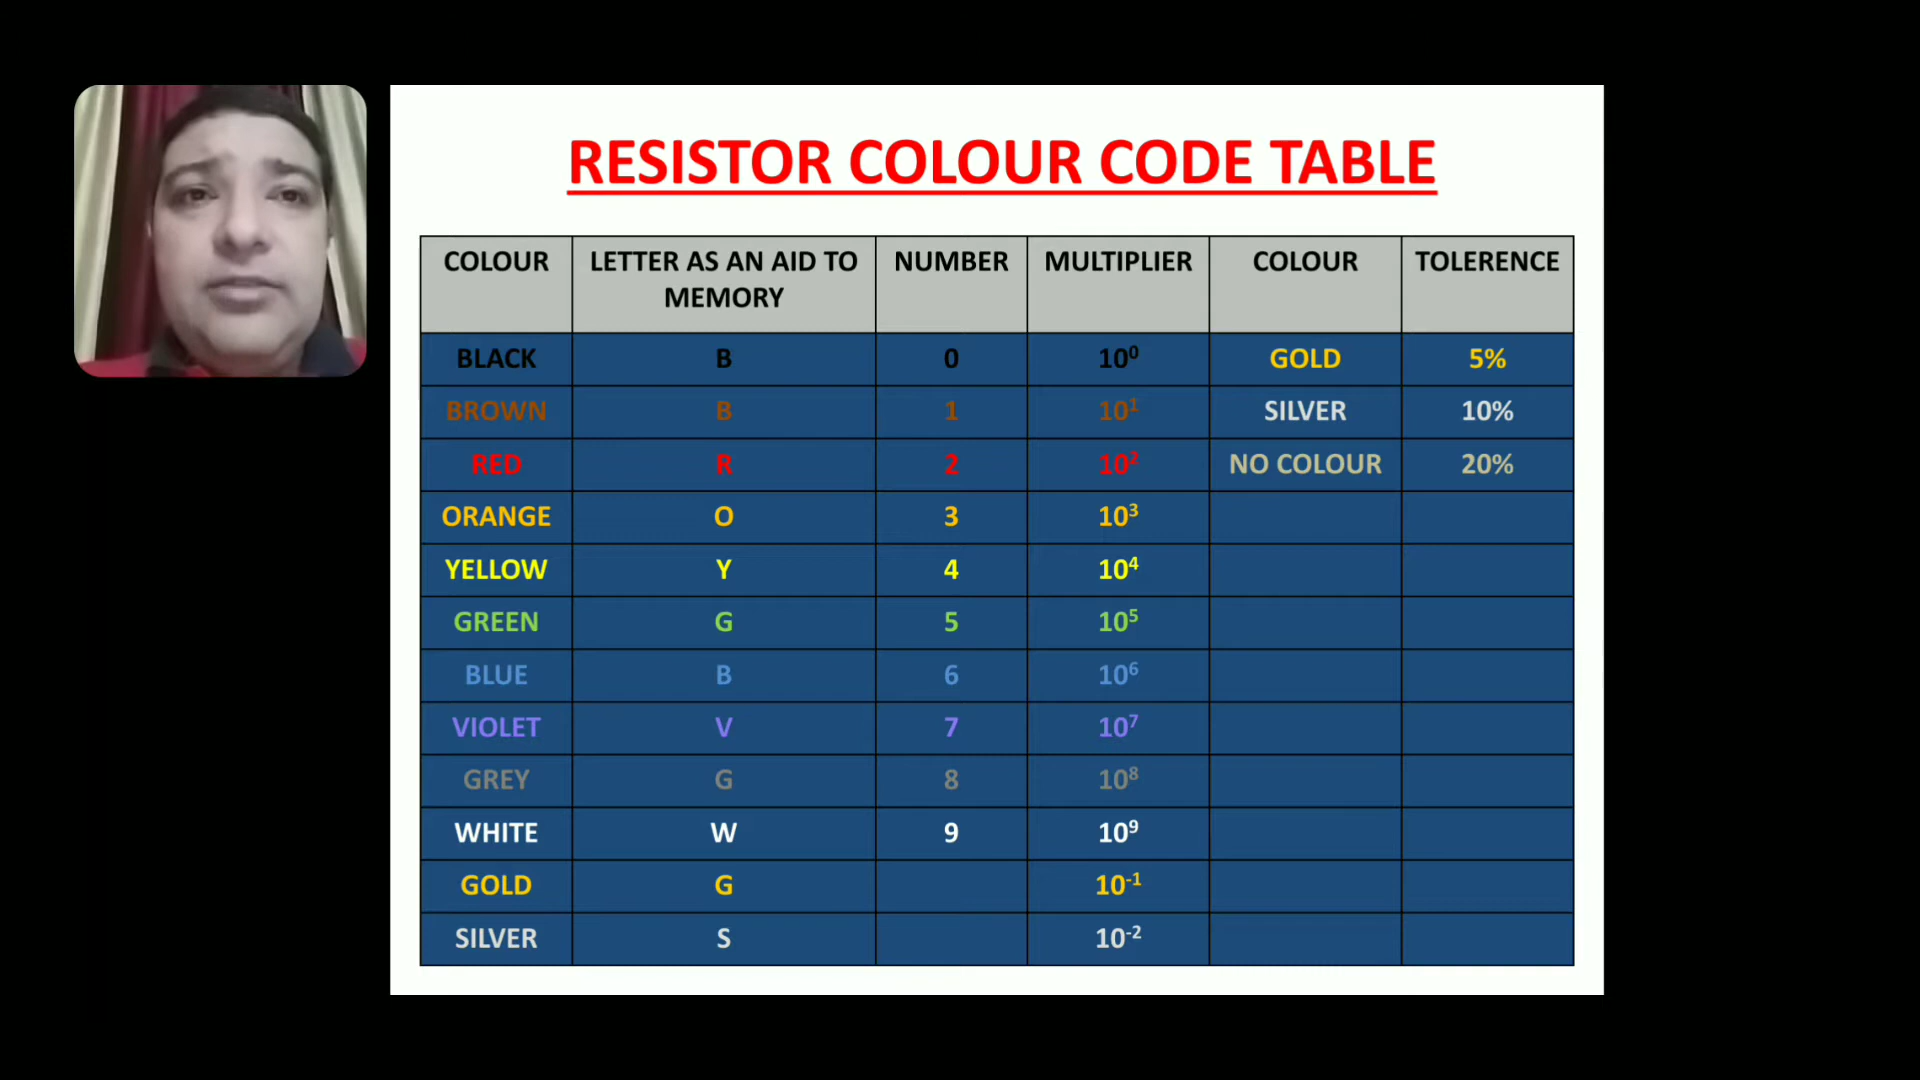 RESISTOR COLOUR CODE TABLE
COLOUR LETTER AS AN AID TO MEMORY NUMBER MULTIPLIER COLOUR TOLERENCE
BLACK B 0 10⁰ GOLD 5%
BROWN B 1 10¹ SILVER 10%
RED R 2 10² NO COLOUR 20%
ORANGE O 3 10³
YELLOW Y 4 10⁴
GREEN G 5 10⁵
BLUE B 6 10⁶
VIOLET V 7 10⁷
GREY G 8 10⁸
WHITE W 9 10⁹
GOLD G 10⁻¹
SILVER S 10⁻²